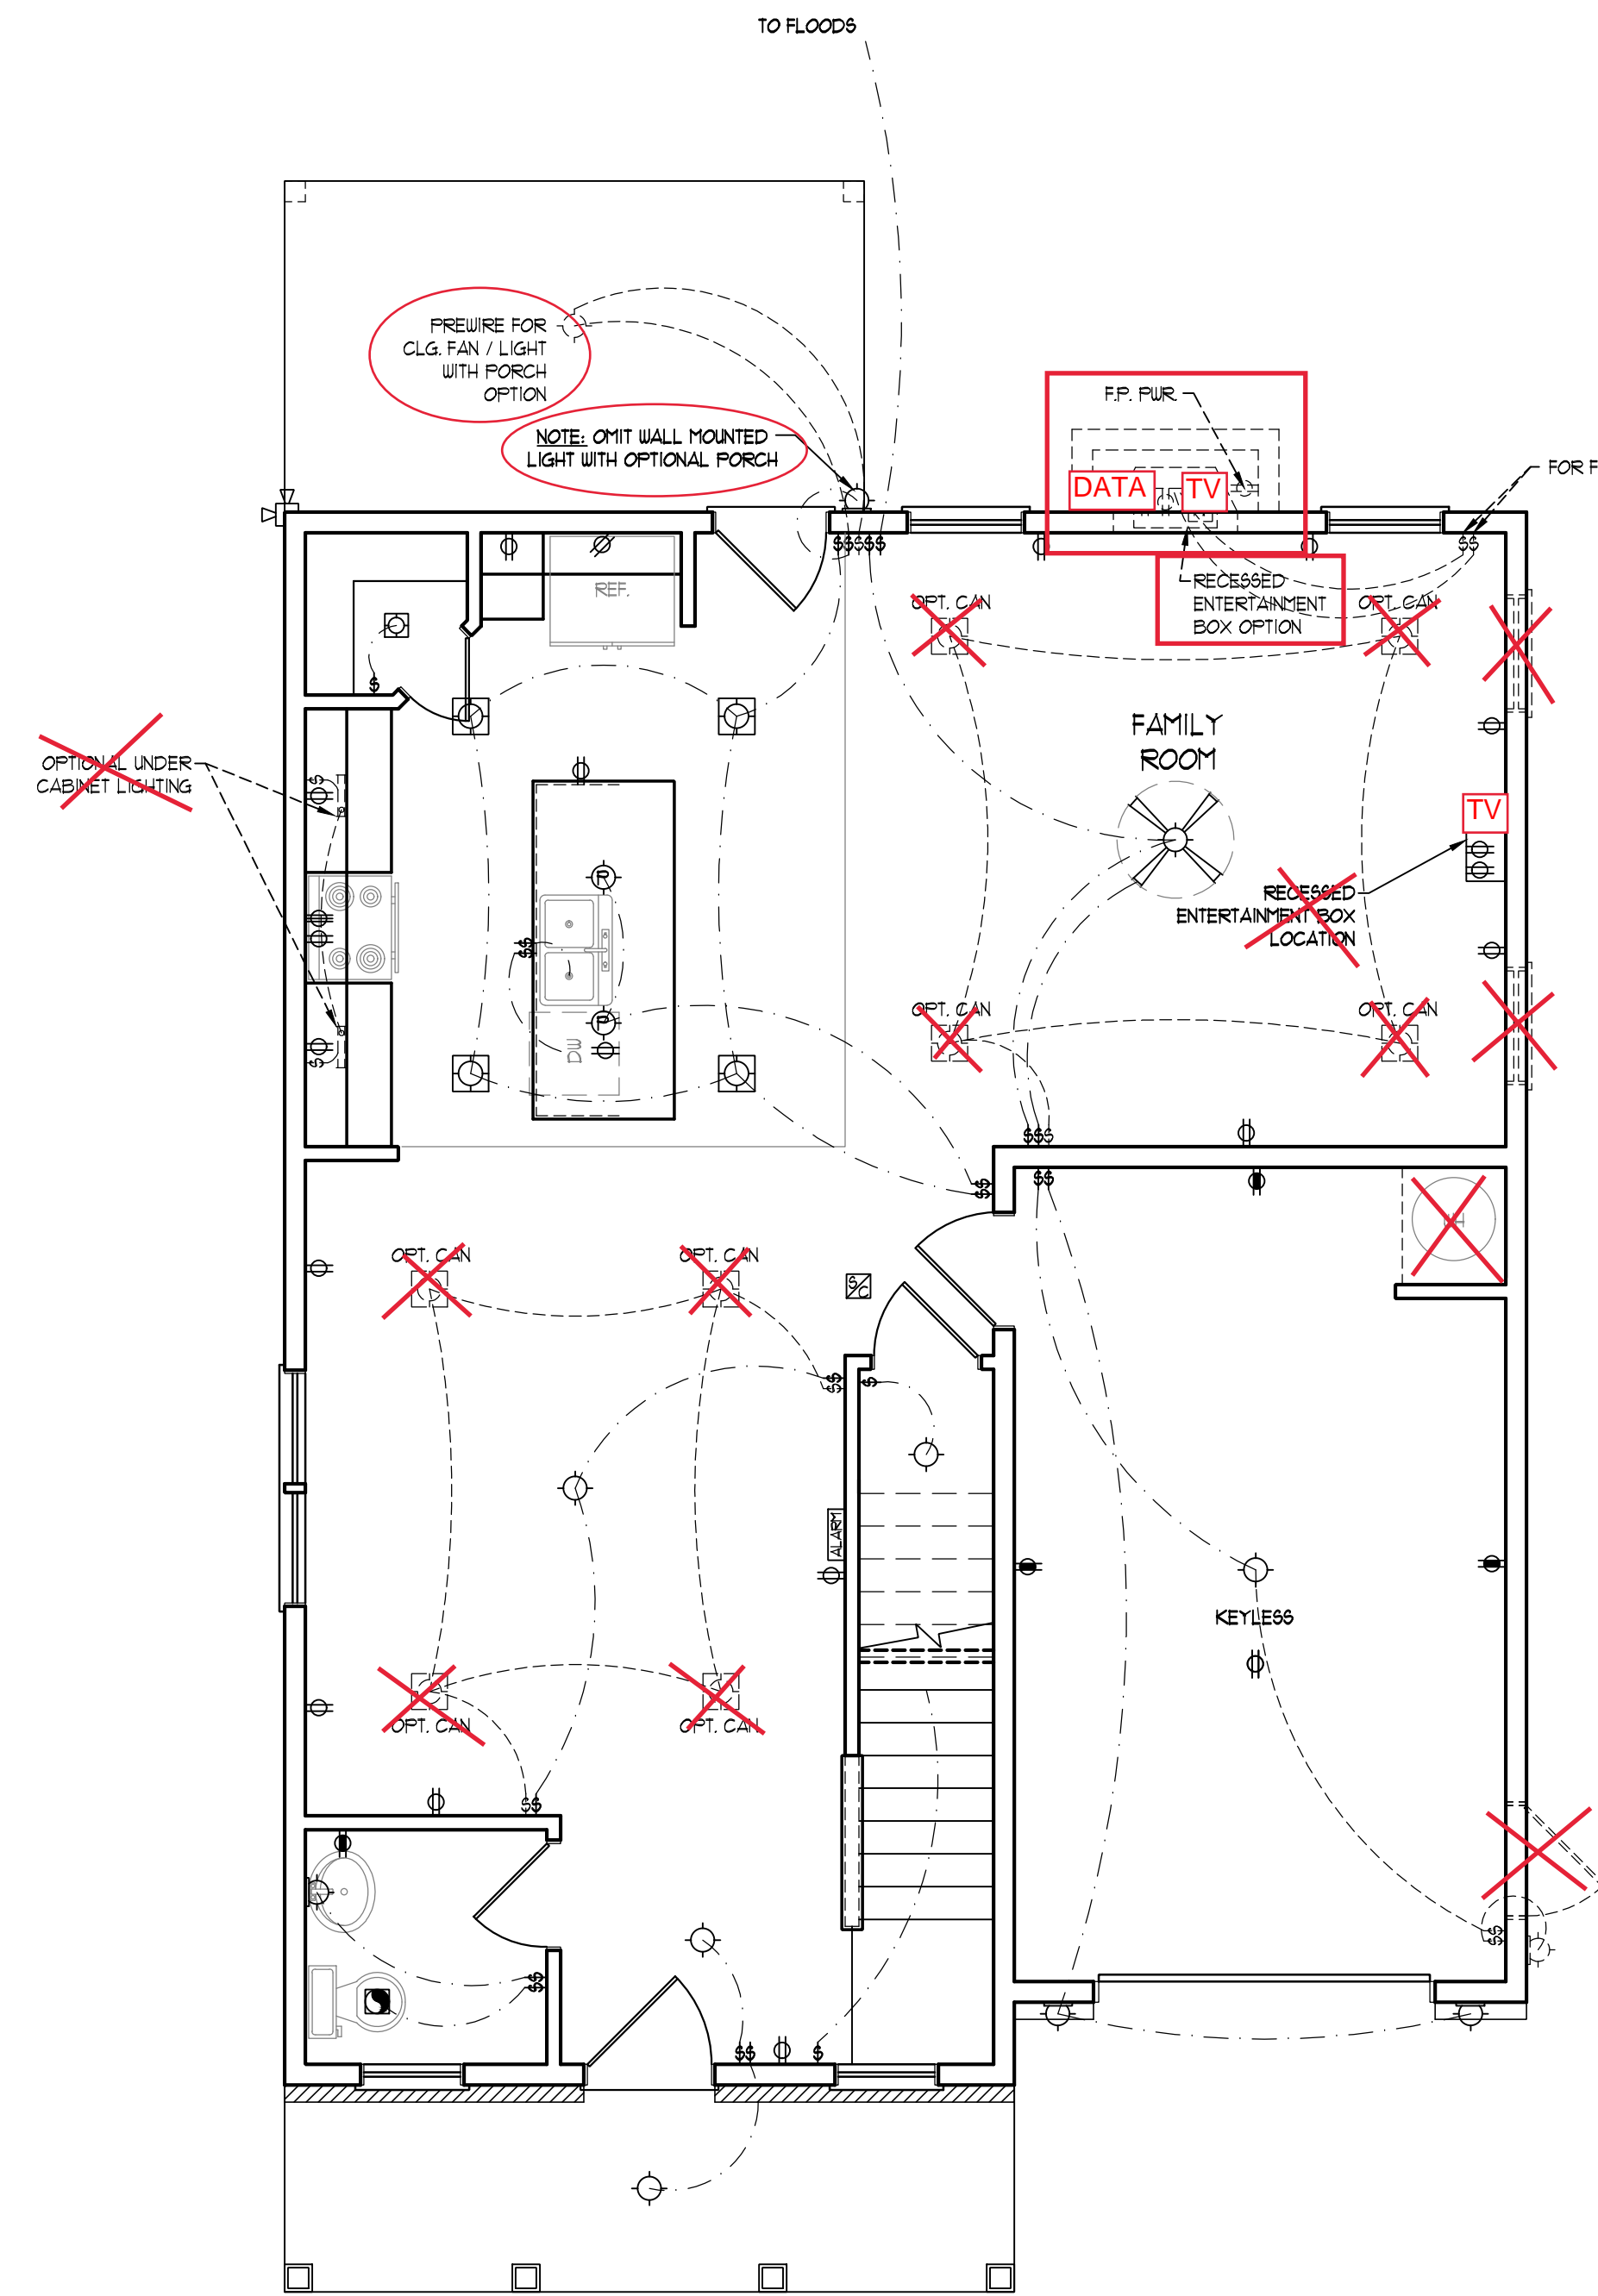 TO FLOODS
PREWIRE FOR
CLG. FAN / LIGHT
WITH PORCH
OPTION
NOTE: OMIT WALL MOUNTED
LIGHT WITH OPTIONAL PORCH
F.P. PWR.
DATA
TV
FOR F
$$$$$
$$
REF.
RECESSED
ENTERTAINMENT
BOX OPTION
OPT. CAN
OPT. CAN
$
FAMILY
ROOM
OPTIONAL UNDER
CABINET LIGHTING
$
TV
RECESSED
ENTERTAINMENT BOX
LOCATION
R
$$
P
DW
$
OPT. CAN
OPT. CAN
$$$
$$
$$
OPT. CAN
OPT. CAN
S/C
$$
$
ALARM
KEYLESS
OPT. CAN
OPT. CAN
$$
$$
$$
$$
$